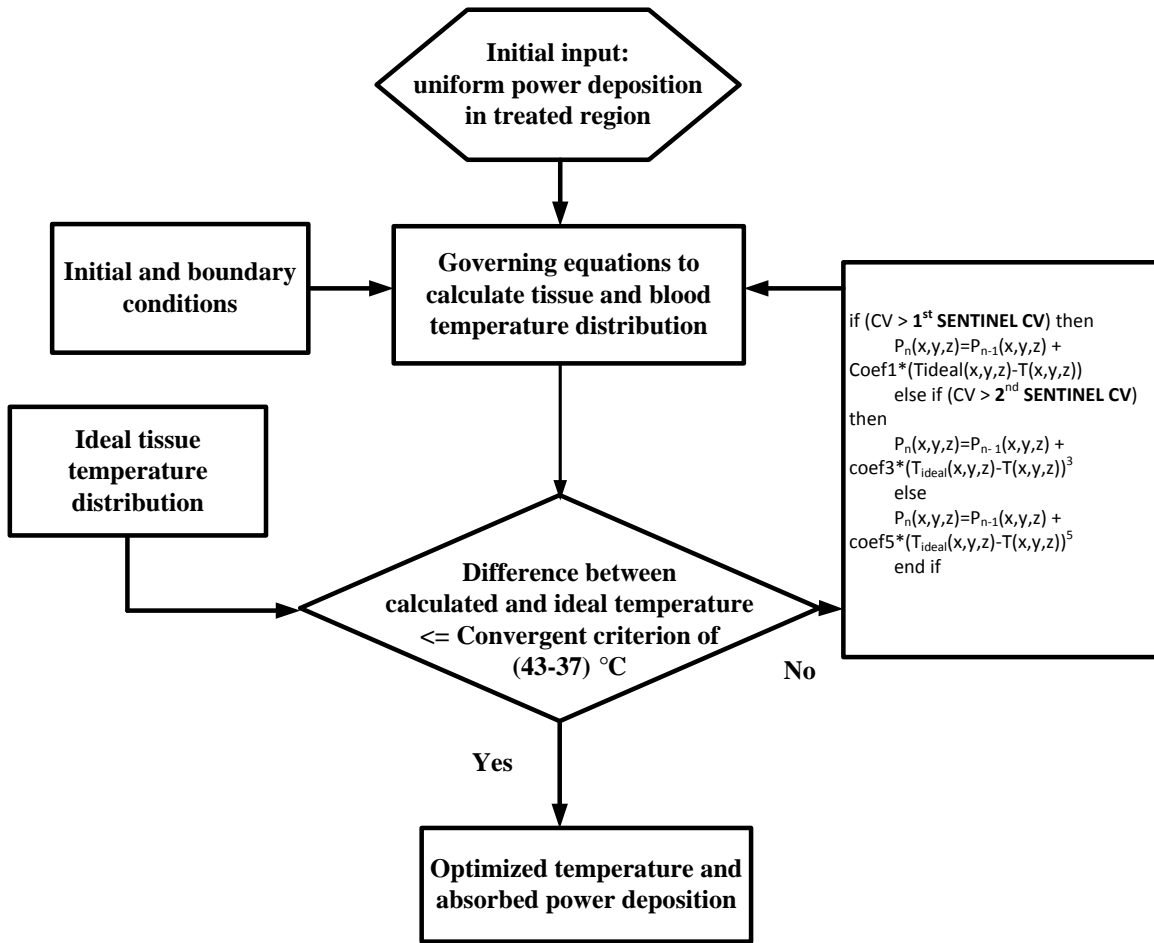 Initial input:
uniform power deposition
in treated region
Initial and boundary
conditions
Governing equations to
calculate tissue and blood
temperature distribution
if (CV > 1st SENTINEL CV) then
Pn(x,y,z)=Pn-1(x,y,z) +
Coef1*(Tideal(x,y,z)-T(x,y,z))
else if (CV > 2nd SENTINEL CV)
then
Pn(x,y,z)=Pn-1(x,y,z) +
coef3*(Tideal(x,y,z)-T(x,y,z))3
else
Pn(x,y,z)=Pn-1(x,y,z) +
coef5*(Tideal(x,y,z)-T(x,y,z))5
end if
Ideal tissue
temperature
distribution
Difference between
calculated and ideal temperature
<= Convergent criterion of
(43-37) °C
No
Yes
Optimized temperature and
absorbed power deposition